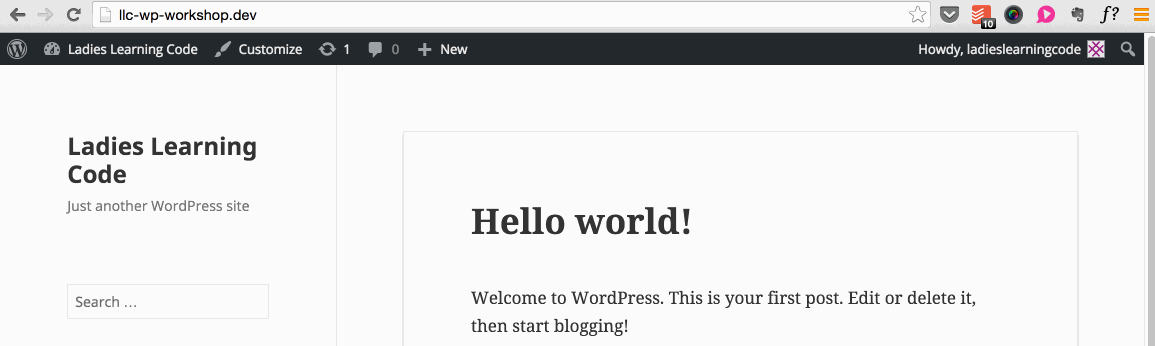 llc-wp-workshop.dev
10
f?
Ladies Learning Code
Customize
1
0
New
Howdy, ladieslearningcode
Ladies Learning
Code
Just another WordPress site
Search …
Hello world!
Welcome to WordPress. This is your first post. Edit or delete it,
then start blogging!